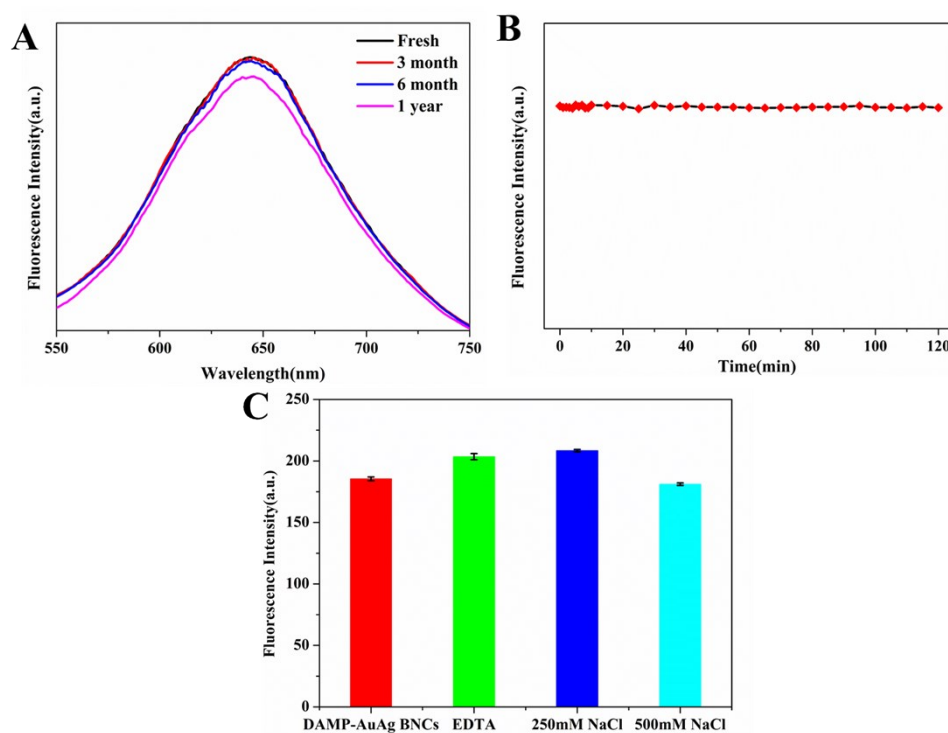 A
Fluorescence Intensity(a.u.)
Fresh
3 month
6 month
1 year
550 600 650 700 750
Wavelength(nm)
B
Fluorescence Intensity(a.u.)
0 20 40 60 80 100 120
Time(min)
C
Fluorescence Intensity(a.u.)
250
200
150
100
50
0
DAMP-AuAg BNCs EDTA 250mM NaCl 500mM NaCl